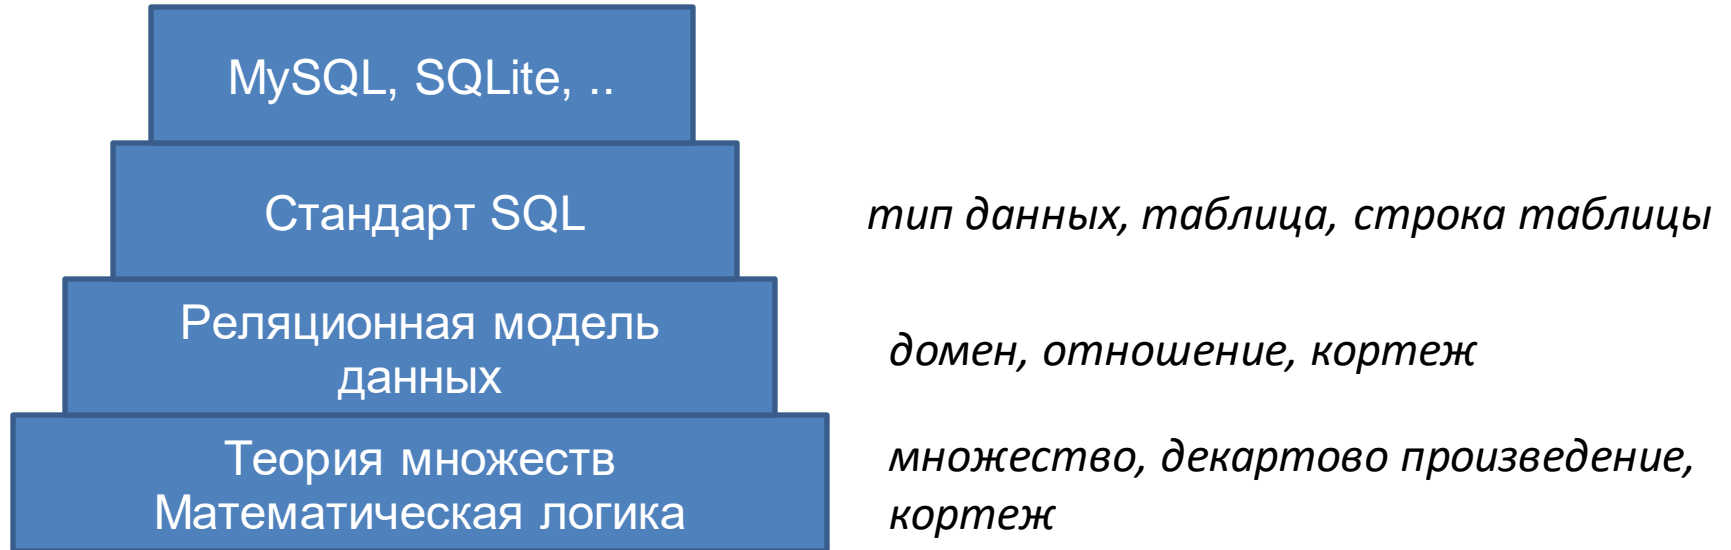 MySQL, SQLite, ..
Стандарт SQL
тип данных, таблица, строка таблицы
Реляционная модель
данных
домен, отношение, кортеж
Теория множеств
Математическая логика
множество, декартово произведение,
кортеж